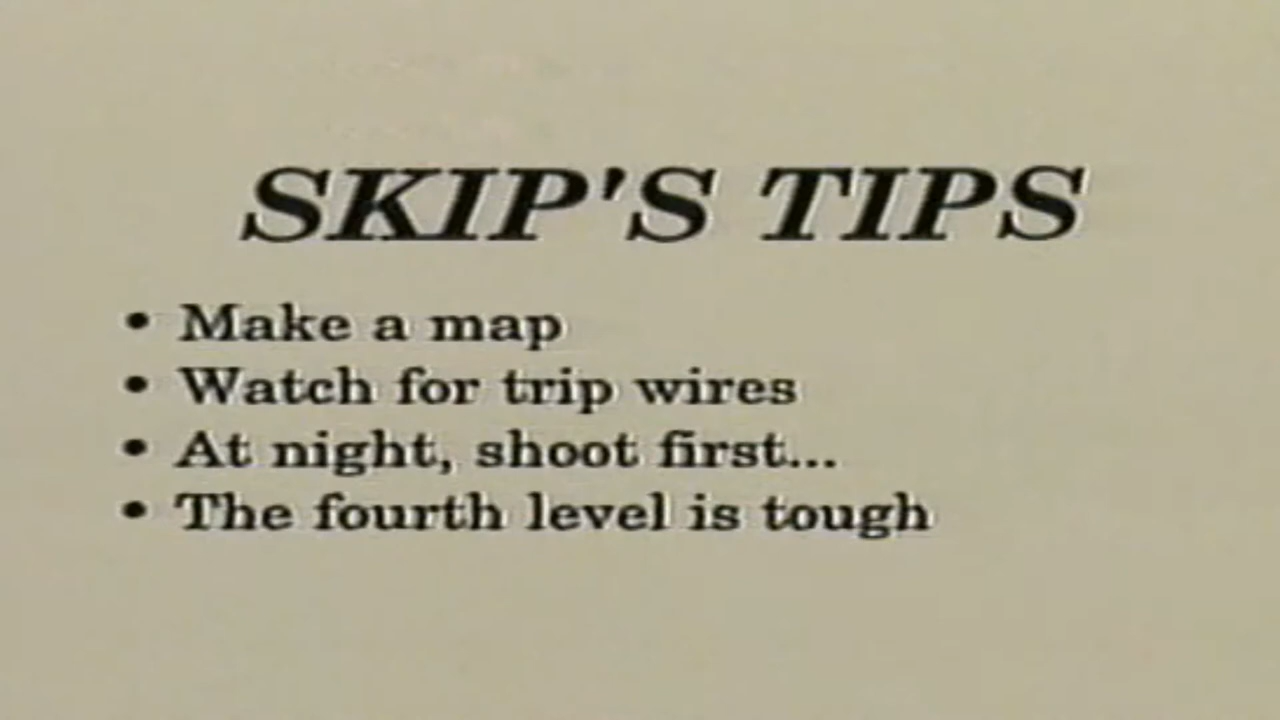 SKIP'S TIPS
• Make a map
• Watch for trip wires
• At night, shoot first...
• The fourth level is tough